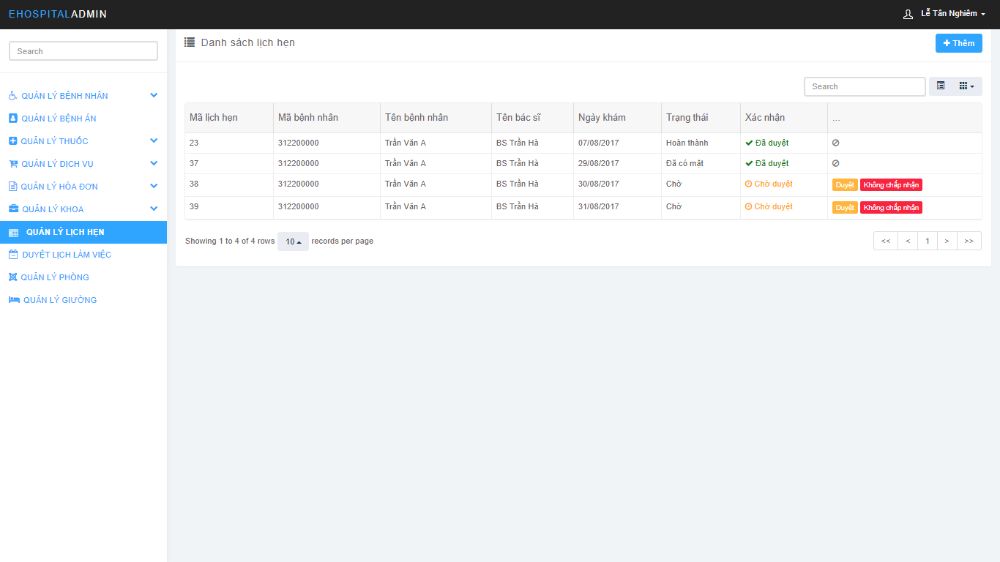 EHOSPITALADMIN
Lễ Tân Nghiêm
Search
QUẢN LÝ BỆNH NHÂN
QUẢN LÝ BỆNH ÁN
QUẢN LÝ THUỐC
QUẢN LÝ DỊCH VỤ
QUẢN LÝ HÓA ĐƠN
QUẢN LÝ KHOA
QUẢN LÝ LỊCH HẸN
DUYỆT LỊCH LÀM VIỆC
QUẢN LÝ PHÒNG
QUẢN LÝ GIƯỜNG
Danh sách lịch hẹn
Thêm
Search
Mã lịch hẹn Mã bệnh nhân Tên bệnh nhân Tên bác sĩ Ngày khám Trạng thái Xác nhận ...
23 312200000 Trần Văn A BS Trần Hà 07/08/2017 Hoàn thành Đã duyệt
37 312200000 Trần Văn A BS Trần Hà 29/08/2017 Đã có mặt Đã duyệt
38 312200000 Trần Văn A BS Trần Hà 30/08/2017 Chờ Chờ duyệt Duyệt Không chấp nhận
39 312200000 Trần Văn A BS Trần Hà 31/08/2017 Chờ Chờ duyệt Duyệt Không chấp nhận
Showing 1 to 4 of 4 rows 10 records per page
<< < 1 > >>